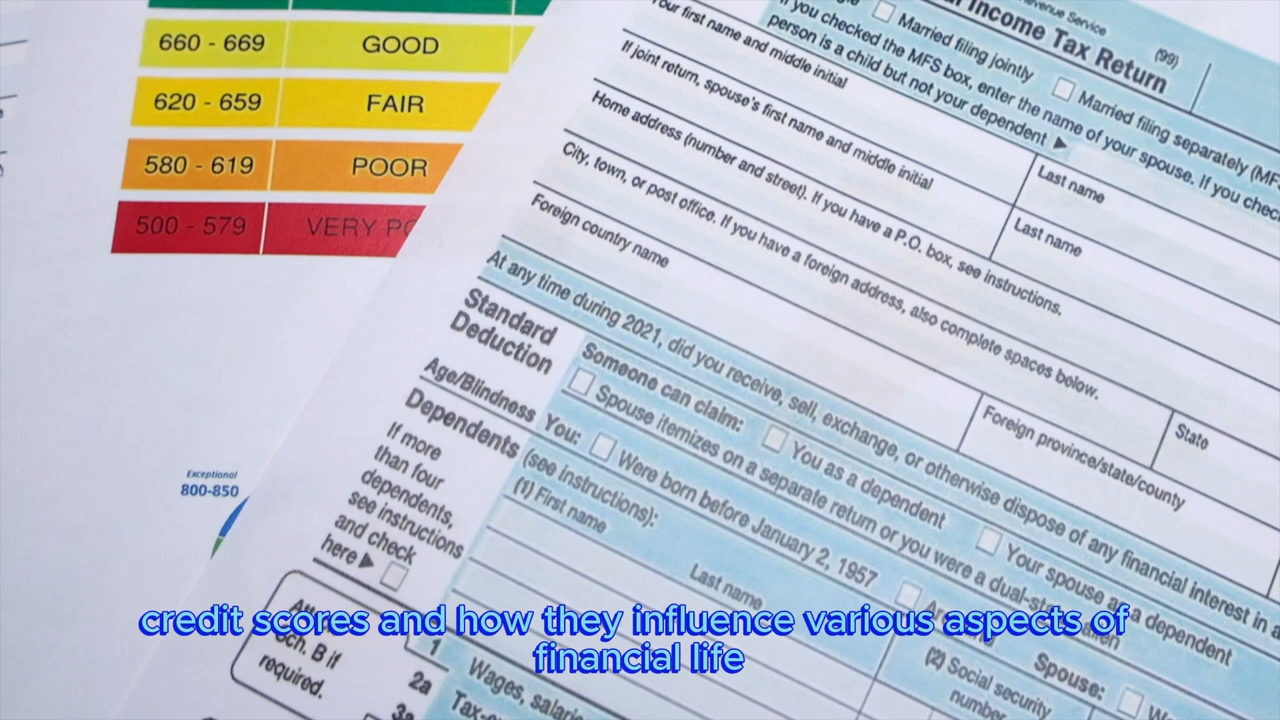 660 - 669 GOOD
620 - 659 FAIR
580 - 619 POOR
500 - 579 VERY
Exceptional
800-850
Revenue Service
Income Tax Return (99)
Married filing jointly
Married filing separately
you checked the MFS box, enter the name of your spouse. If you
person is a child but not your dependent ▶
Your first name and middle initial
Last name
If joint return, spouse's first name and middle initial
Last name
Home address (number and street). If you have a P.O. box, see instructions.
City, town, or post office. If you have a foreign address, also complete spaces below.
State
Foreign country name
Foreign province/state/county
At any time during 2021, did you receive, sell, exchange, or otherwise dispose of any financial interest in
Standard
Deduction
Someone can claim:
You as a dependent
Your spouse as a dependent
Spouse itemizes on a separate return or you were a dual-status
Age/Blindness
You:
Were born before January 2, 1957
Spouse:
Dependents
(see instructions):
If more
than four
dependents,
see instructions
and check
here ▶
(1) First name
Last name
(2) Social security
number
Sch. B if
required.
1
Wages,
2a
3a
credit scores and how they influence various aspects of
financial life